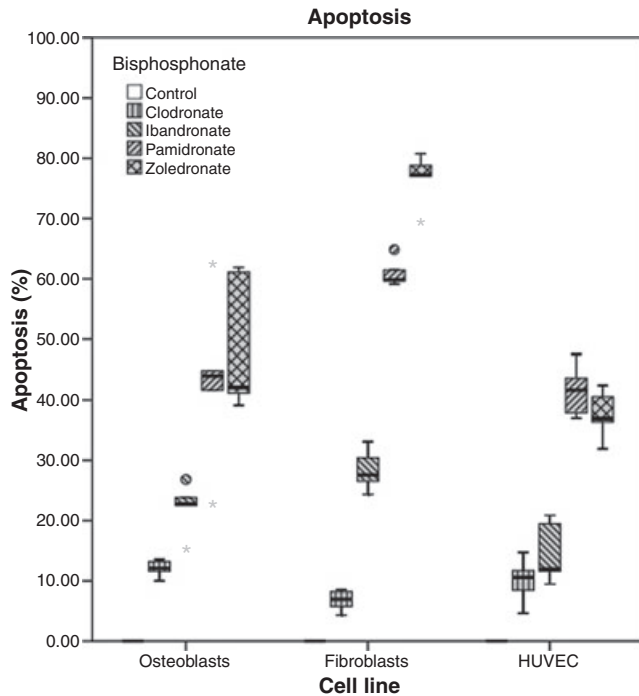 Apoptosis
100.00
90.00
80.00
70.00
60.00
50.00
40.00
30.00
20.00
10.00
0.00
Apoptosis (%)
Bisphosphonate
Control
Clodronate
Ibandronate
Pamidronate
Zoledronate
*
*
*
*
Osteoblasts
Fibroblasts
HUVEC
Cell line